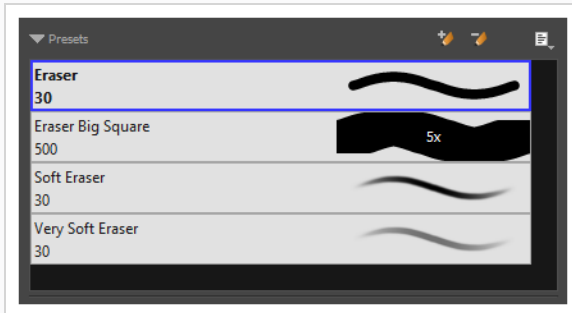 Presets
Eraser
30
Eraser Big Square
500
5x
Soft Eraser
30
Very Soft Eraser
30